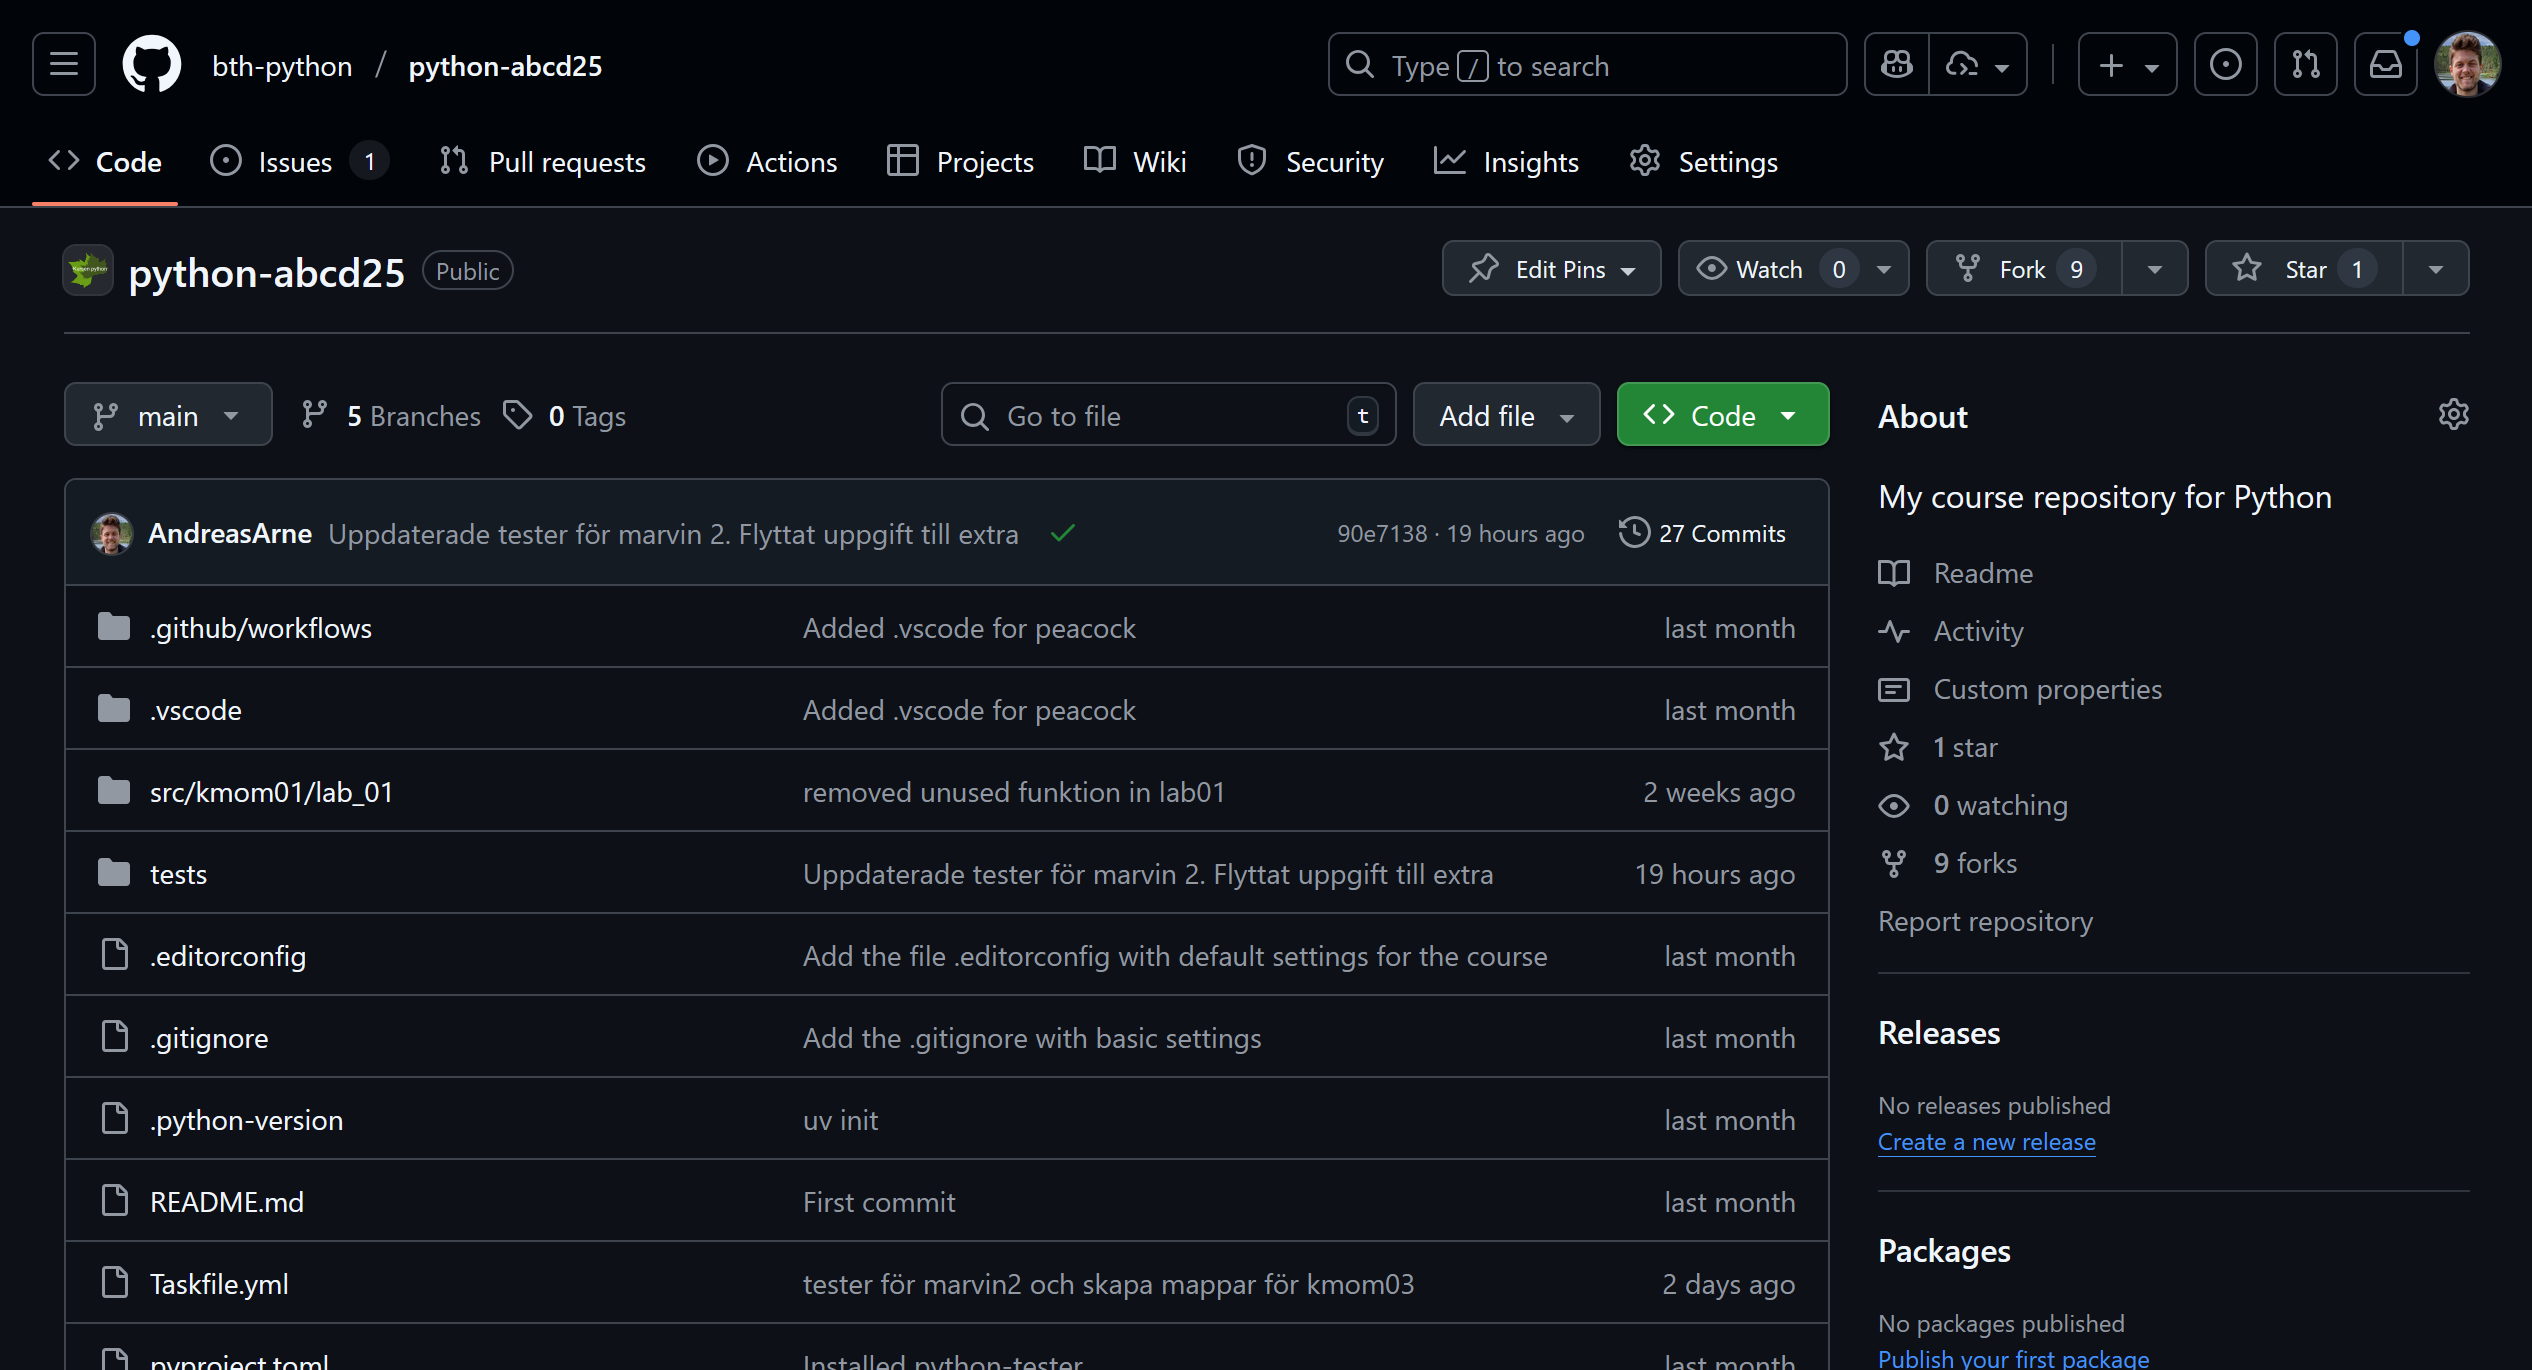 bth-python / python-abcd25
Type / to search
Code
Issues 1
Pull requests
Actions
Projects
Wiki
Security
Insights
Settings
python-abcd25 Public
Edit Pins
Watch 0
Fork 9
Star 1
main
5 Branches
0 Tags
Go to file t
Add file
Code
AndreasArne Uppdaterade tester för marvin 2. Flyttat uppgift till extra 90e7138 · 19 hours ago 27 Commits
.github/workflows Added .vscode for peacock last month
.vscode Added .vscode for peacock last month
src/kmom01/lab_01 removed unused funktion in lab01 2 weeks ago
tests Uppdaterade tester för marvin 2. Flyttat uppgift till extra 19 hours ago
.editorconfig Add the file .editorconfig with default settings for the course last month
.gitignore Add the .gitignore with basic settings last month
.python-version uv init last month
README.md First commit last month
Taskfile.yml tester för marvin2 och skapa mappar för kmom03 2 days ago
pyproject.toml Installed python-tester last month
About
My course repository for Python
Readme
Activity
Custom properties
1 star
0 watching
9 forks
Report repository
Releases
No releases published
Create a new release
Packages
No packages published
Publish your first package